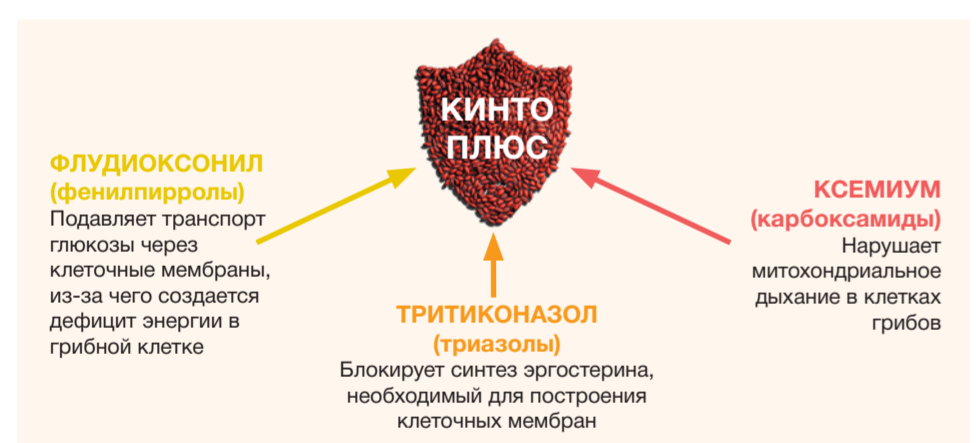 КИНТО
ПЛЮС
ФЛУДИОКСОНИЛ
(фенилпирролы)
Подавляет транспорт
глюкозы через
клеточные мембраны,
из-за чего создается
дефицит энергии в
грибной клетке
ТРИТИКОНАЗОЛ
(триазолы)
Блокирует синтез эргостерина,
необходимый для построения
клеточных мембран
КСЕМИУМ
(карбоксамиды)
Нарушает
митохондриальное
дыхание в клетках
грибов